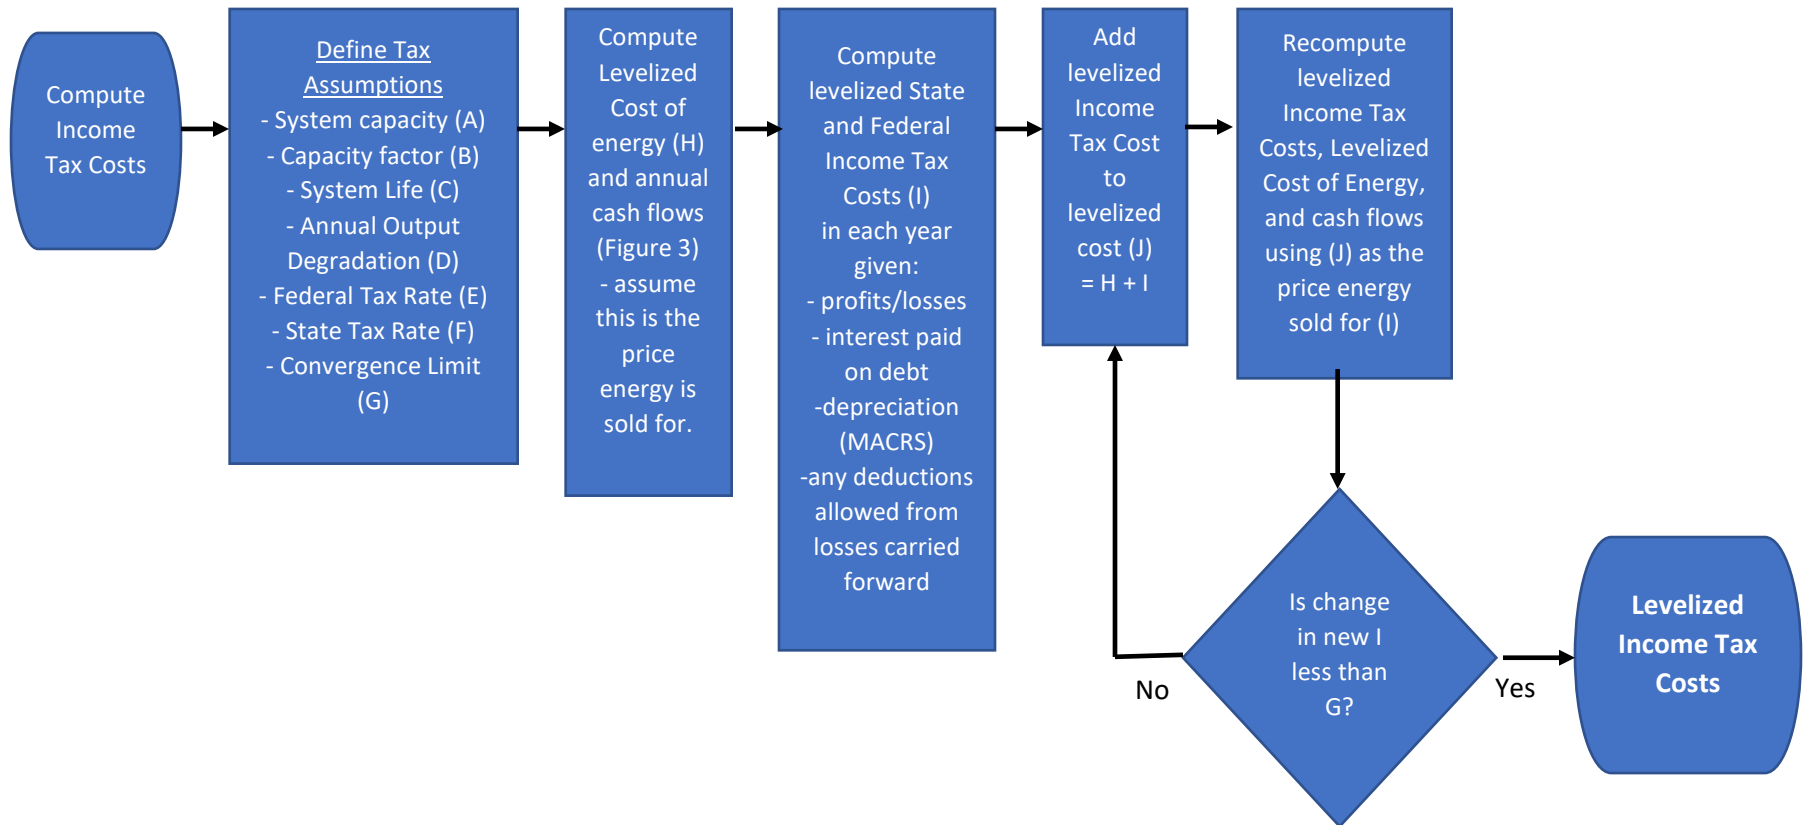 Compute
Income
Tax Costs
Define Tax
Assumptions
- System capacity (A)
- Capacity factor (B)
- System Life (C)
- Annual Output
Degradation (D)
- Federal Tax Rate (E)
- State Tax Rate (F)
- Convergence Limit
(G)
Compute
Levelized
Cost of
energy (H)
and annual
cash flows
(Figure 3)
- assume
this is the
price
energy is
sold for.
Compute
levelized State
and Federal
Income Tax
Costs (I)
in each year
given:
- profits/losses
- interest paid
on debt
-depreciation
(MACRS)
-any deductions
allowed from
losses carried
forward
Add
levelized
Income
Tax Cost
to
levelized
cost (J)
= H + I
Recompute
levelized
Income Tax
Costs, Levelized
Cost of Energy,
and cash flows
using (J) as the
price energy
sold for (I)
Is change
in new I
less than
G?
No
Yes
Levelized
Income Tax
Costs